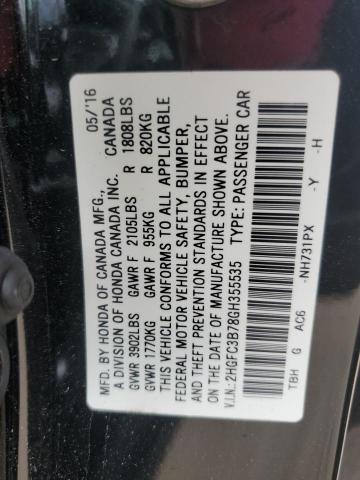 MFD. BY HONDA OF CANADA MFG., 05/'16
A DIVISION OF HONDA CANADA INC. CANADA
GVWR 3902LBS GAWR F 2105LBS R 1808LBS
GVWR 1770KG GAWR F 955KG R 820KG
THIS VEHICLE CONFORMS TO ALL APPLICABLE
FEDERAL MOTOR VEHICLE SAFETY, BUMPER,
AND THEFT PREVENTION STANDARDS IN EFFECT
ON THE DATE OF MANUFACTURE SHOWN ABOVE.
V.I.N.:2HGFC3B78GH355535 TYPE: PASSENGER CAR
TBH G AC6 -NH731PX -Y -H